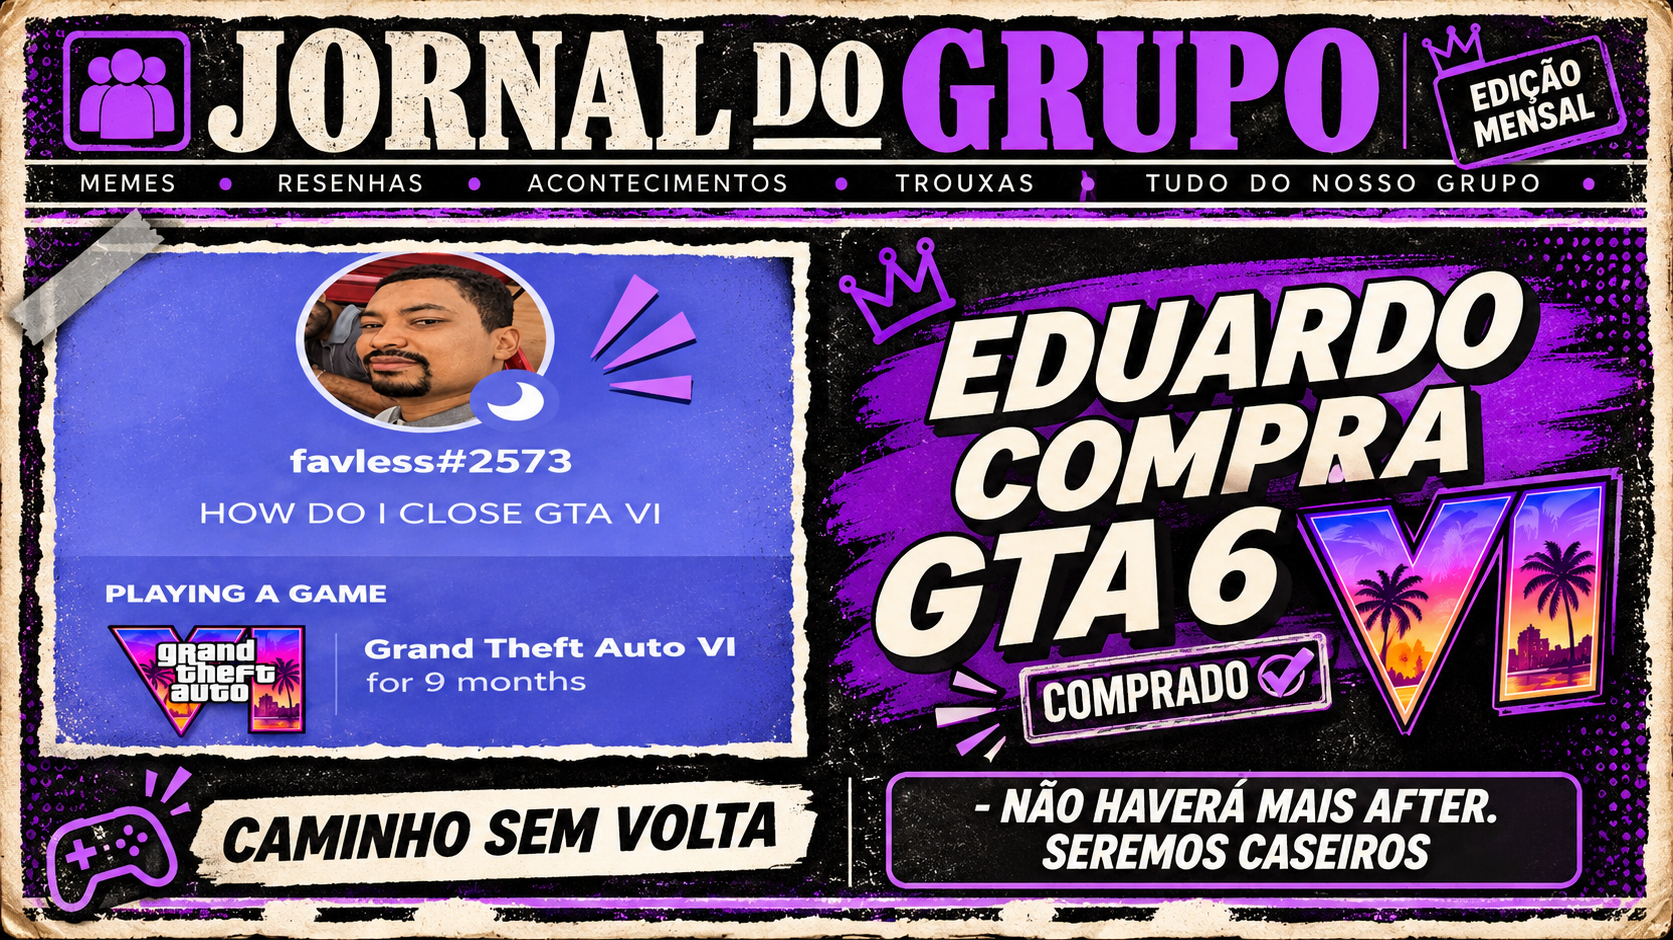 JORNAL DO GRUPO
EDIÇÃO
MENSAL
MEMES • RESENHAS • ACONTECIMENTOS • TROUXAS • TUDO DO NOSSO GRUPO •
favless#2573
HOW DO I CLOSE GTA VI
PLAYING A GAME
grand
theft
auto
VI
Grand Theft Auto VI
for 9 months
EDUARDO
COMPRA
GTA 6
VI
COMPRADO
CAMINHO SEM VOLTA
- NÃO HAVERÁ MAIS AFTER.
SEREMOS CASEIROS